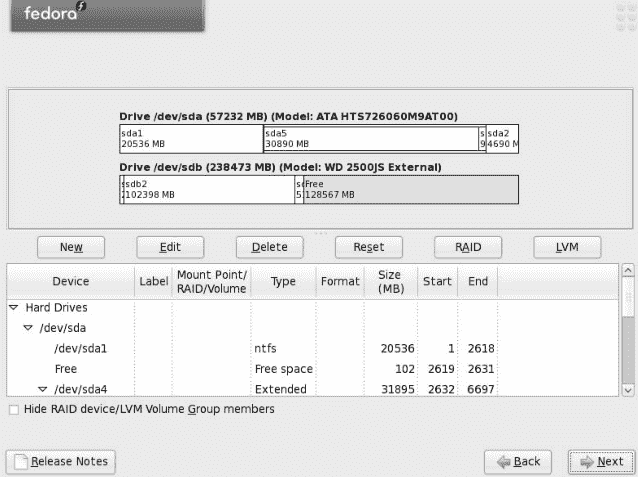 fedora
Drive /dev/sda (57232 MB) (Model: ATA HTS726060M9AT00)
sda1 sda5 s sda2
20536 MB 30890 MB 9 4690 M
Drive /dev/sdb (238473 MB) (Model: WD 2500JS External)
sdb2 Free
102398 MB 5 128567 MB
New Edit Delete Reset RAID LVM
Device Label Mount Point/ RAID/Volume Type Format Size (MB) Start End
Hard Drives
/dev/sda
/dev/sda1 ntfs 20536 1 2618
Free Free space 102 2619 2631
/dev/sda4 Extended 31895 2632 6697
Hide RAID device/LVM Volume Group members
Release Notes Back Next